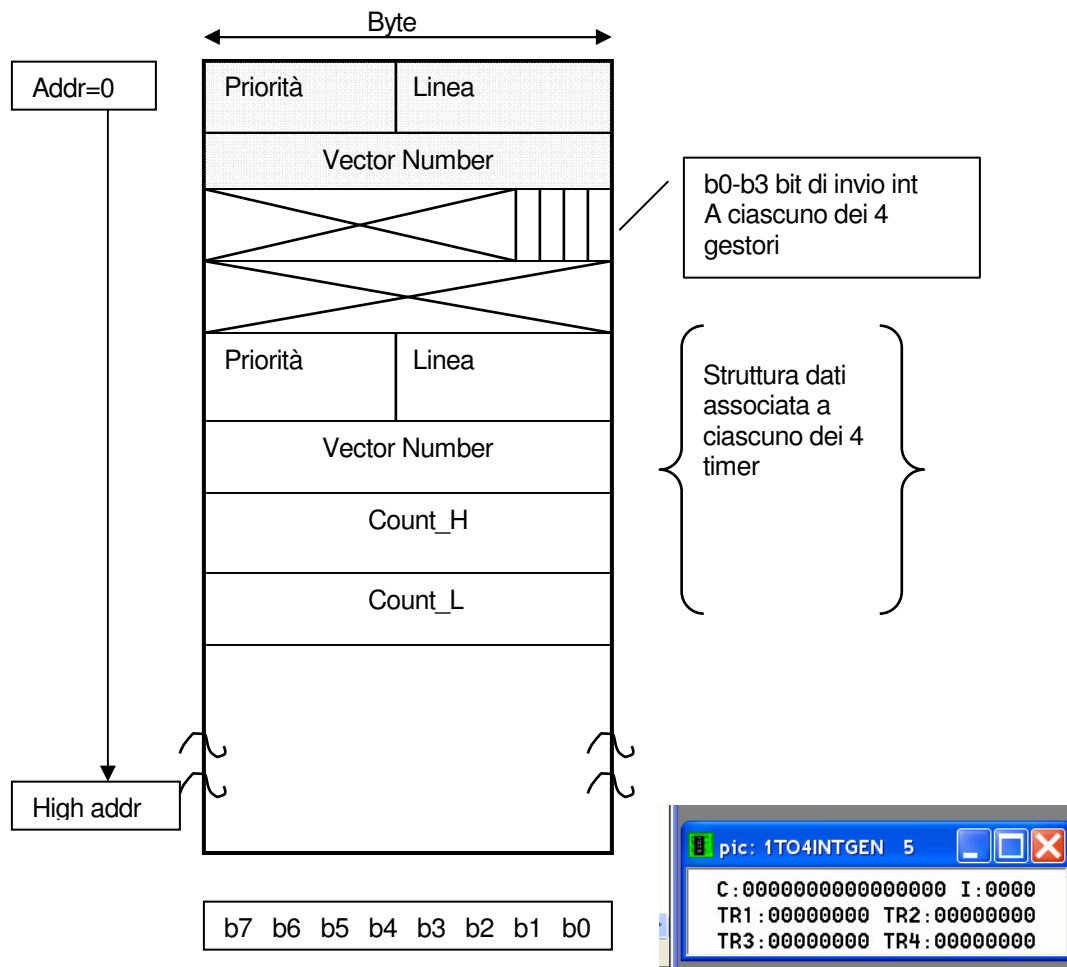 Byte
Addr=0
Priorità Linea
Vector Number
b0-b3 bit di invio int
A ciascuno dei 4
gestori
Priorità Linea
Struttura dati
associata a
ciascuno dei 4
timer
Vector Number
Count_H
Count_L
High addr
pic: 1TO4INTGEN 5
C:0000000000000000 I:0000
TR1:00000000 TR2:00000000
TR3:00000000 TR4:00000000
b7 b6 b5 b4 b3 b2 b1 b0